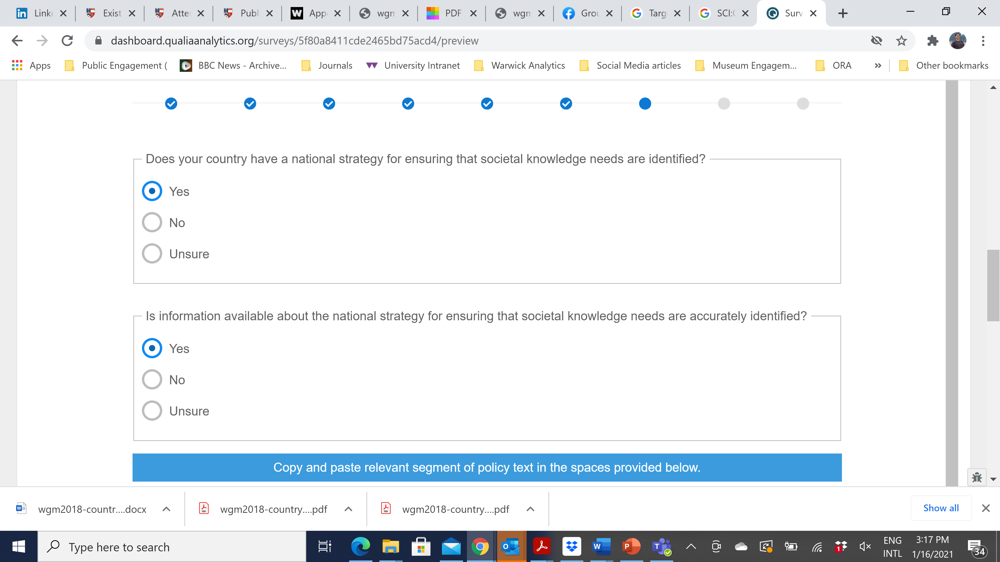 Linke Exist Atter Publ App wgm PDF wgm Grou Targ SCI:( Surv
dashboard.qualiaanalytics.org/surveys/5f80a8411cde2465bd75acd4/preview
Apps Public Engagement ( BBC News - Archive... Journals University Intranet Warwick Analytics Social Media articles Museum Engagem... ORA » Other bookmarks
Does your country have a national strategy for ensuring that societal knowledge needs are identified?
Yes
No
Unsure
Is information available about the national strategy for ensuring that societal knowledge needs are accurately identified?
Yes
No
Unsure
Copy and paste relevant segment of policy text in the spaces provided below.
wgm2018-countr....docx wgm2018-country....pdf wgm2018-country....pdf Show all
Type here to search
ENG
INTL
3:17 PM
1/16/2021
34